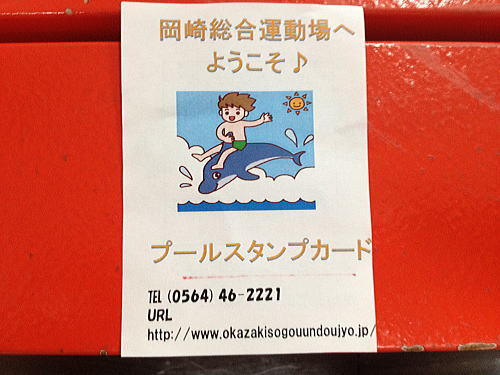 岡崎総合運動場へ
ようこそ♪
プールスタンプカード
TEL (0564) 46-2221
URL
http://www.okazakisogouundoujyo.jp/